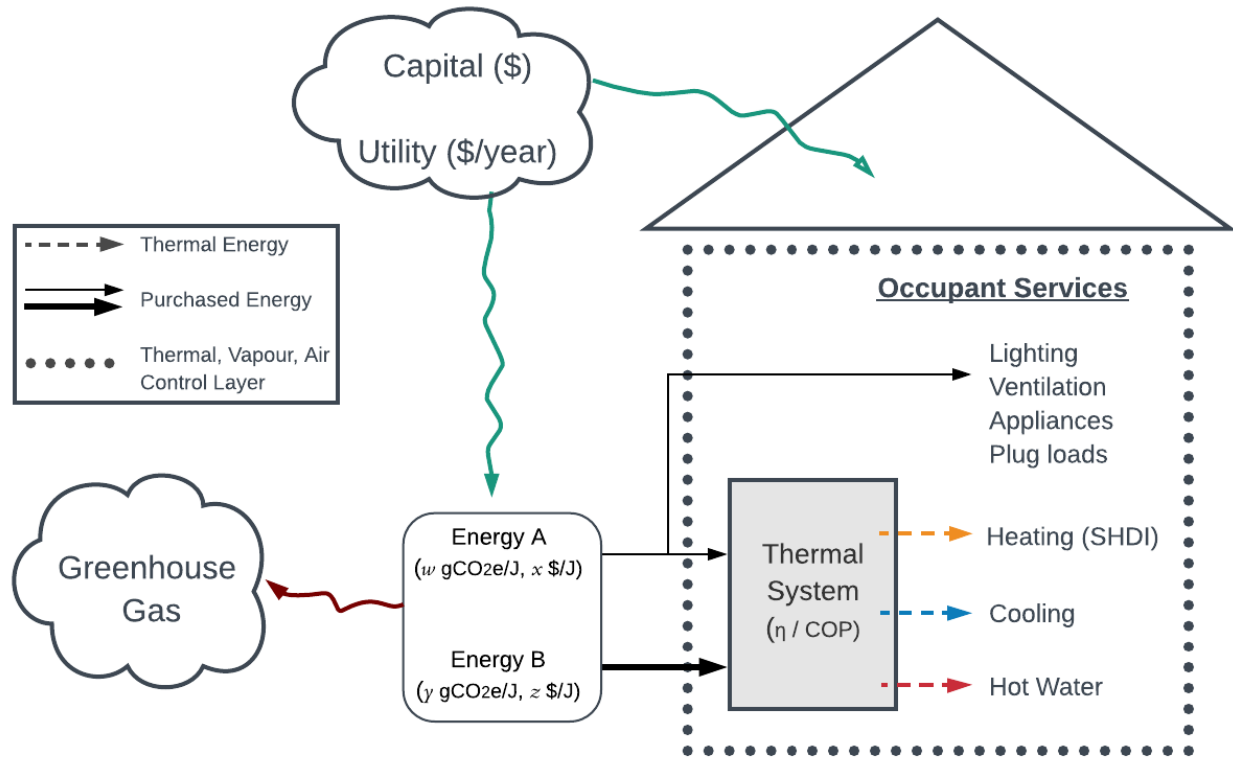 Capital ($)
Utility ($/year)
Thermal Energy
Purchased Energy
Thermal, Vapour, Air
Control Layer
Occupant Services
Lighting
Ventilation
Appliances
Plug loads
Greenhouse
Gas
Energy A
(w gCO2e/J, x $/J)
Energy B
(γ gCO2e/J, z $/J)
Thermal
System
(η / COP)
Heating (SHDI)
Cooling
Hot Water